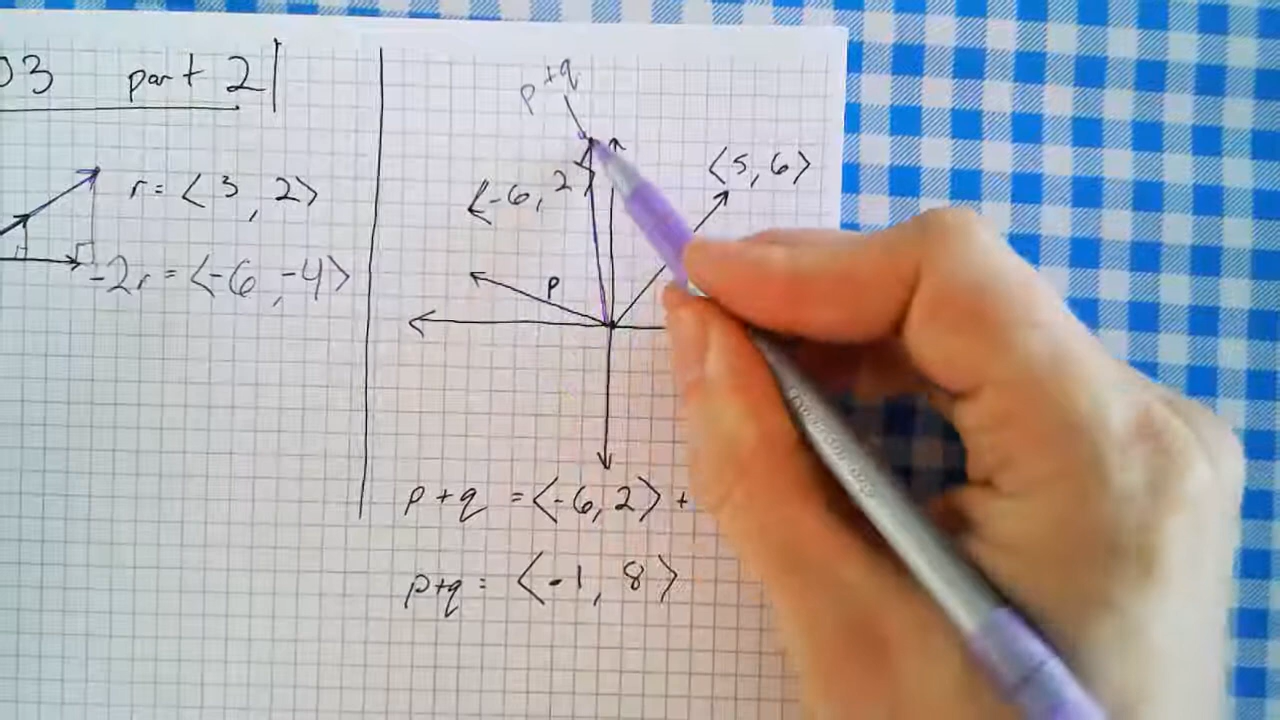 03 part 2
r = <3, 2>
-2r = <-6, -4>
p+q
<-6, 2>
<5, 6>
p
p+q = <-6, 2> +
p+q = <-1, 8>